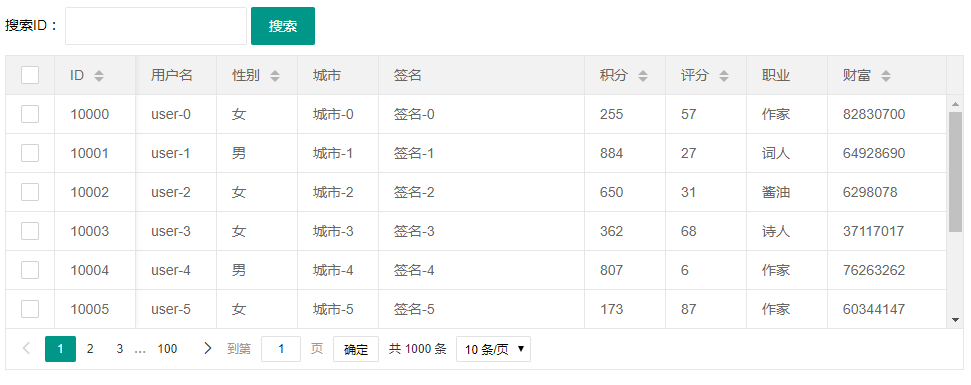 搜索ID： 搜索
ID 用户名 性别 城市 签名 积分 评分 职业 财富
10000 user-0 女 城市-0 签名-0 255 57 作家 82830700
10001 user-1 男 城市-1 签名-1 884 27 词人 64928690
10002 user-2 女 城市-2 签名-2 650 31 酱油 6298078
10003 user-3 女 城市-3 签名-3 362 68 诗人 37117017
10004 user-4 男 城市-4 签名-4 807 6 作家 76263262
10005 user-5 女 城市-5 签名-5 173 87 作家 60344147
1 2 3 … 100 到第 1 页 确定 共 1000 条 10 条/页